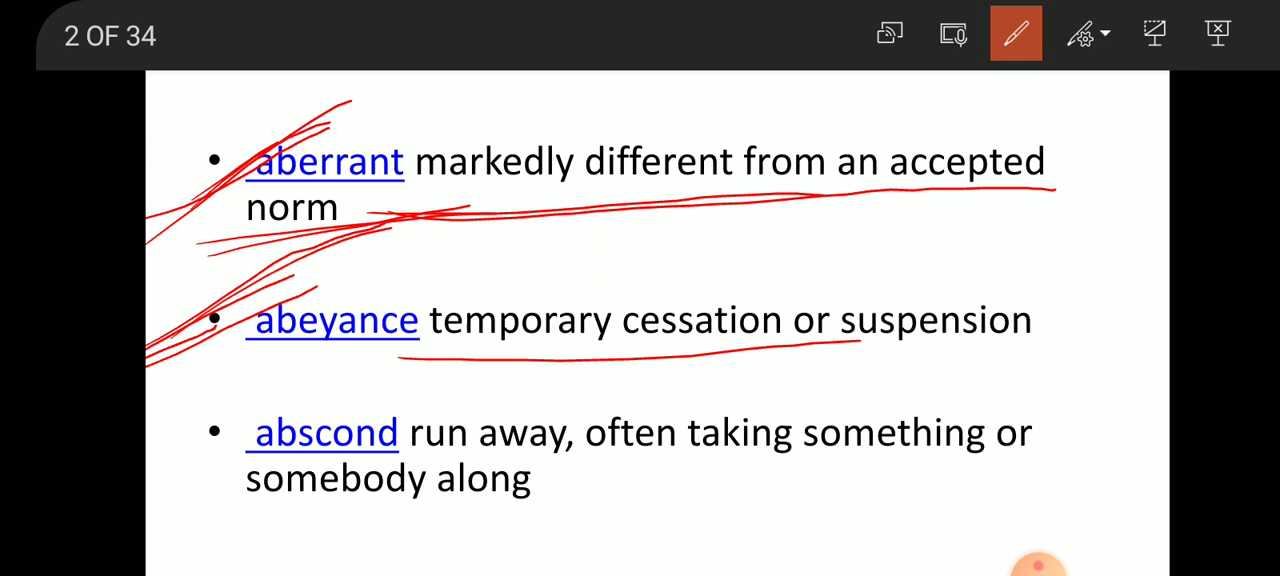 2 OF 34
• aberrant markedly different from an accepted
norm
• abeyance temporary cessation or suspension
• abscond run away, often taking something or
somebody along